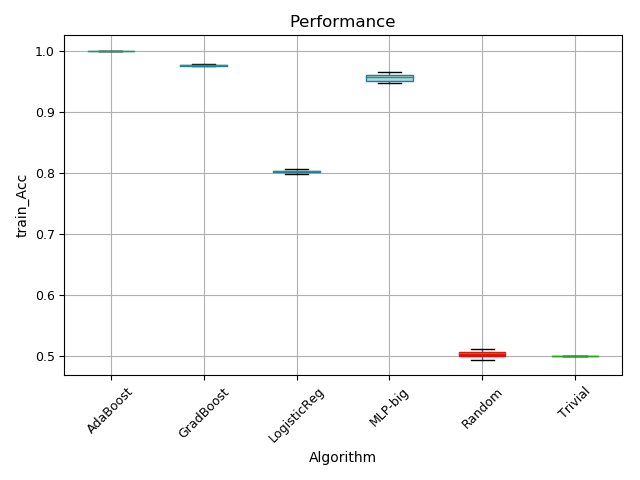 Performance
train_Acc
1.0
0.9
0.8
0.7
0.6
0.5
AdaBoost
GradBoost
LogisticReg
MLP-big
Random
Trivial
Algorithm